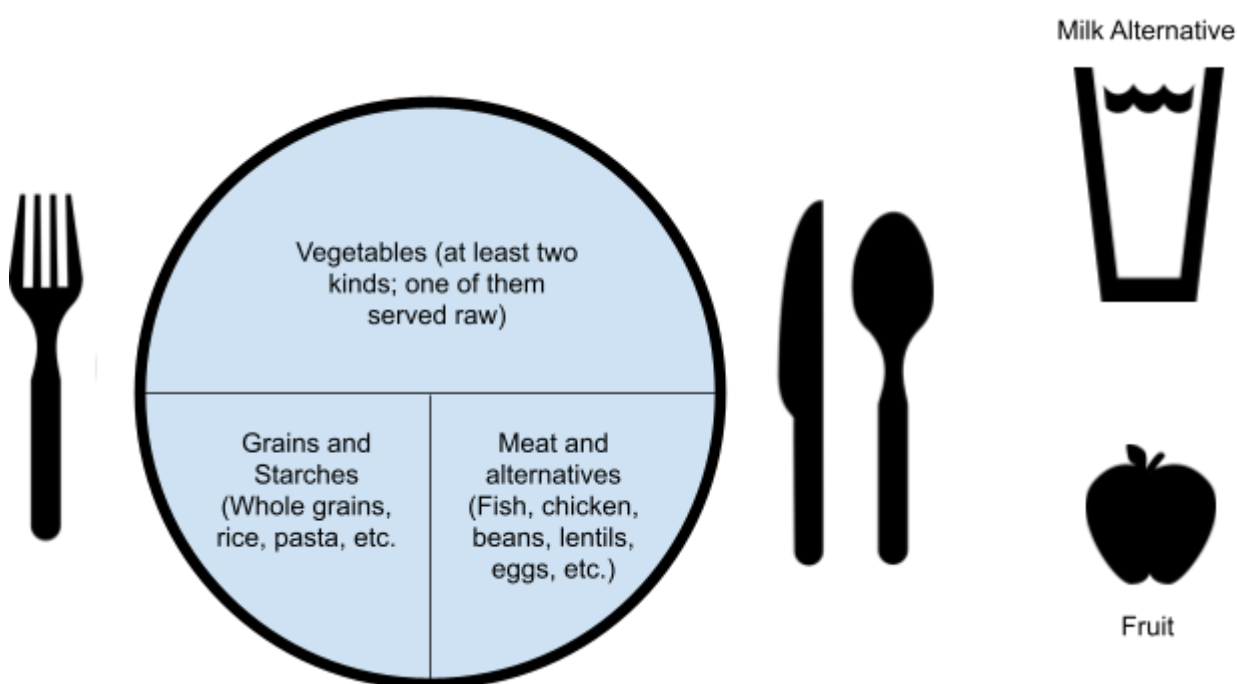 Milk Alternative
Vegetables (at least two
kinds; one of them
served raw)
Grains and
Starches
(Whole grains,
rice, pasta, etc.
Meat and
alternatives
(Fish, chicken,
beans, lentils,
eggs, etc.)
Fruit